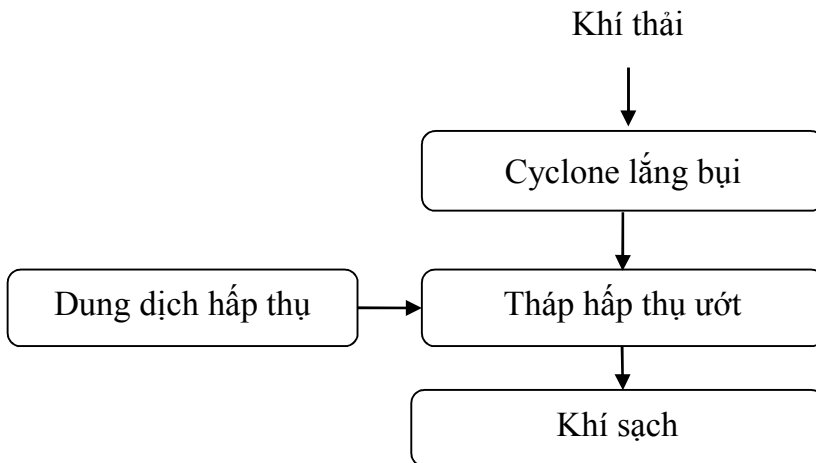 Khí thải
Cyclone lắng bụi
Dung dịch hấp thụ
Tháp hấp thụ ướt
Khí sạch